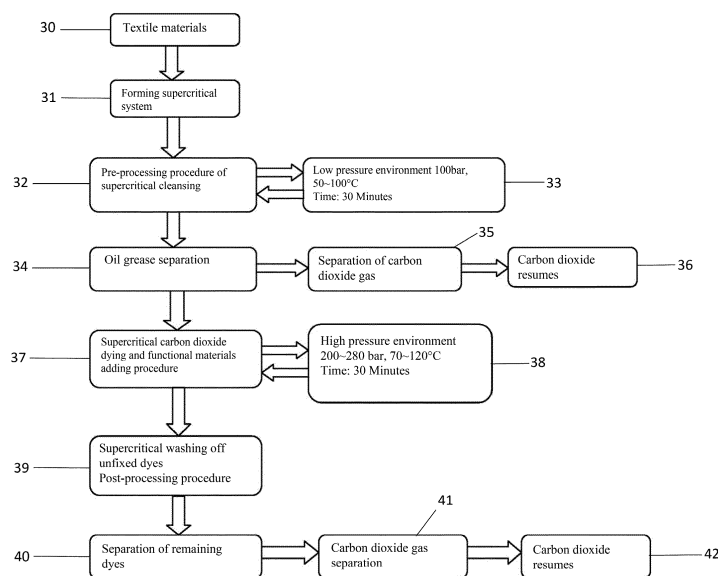 30
Textile materials
31
Forming supercritical
system
32
Pre-processing procedure of
supercritical cleansing
Low pressure environment 100bar,
50~100°C
Time: 30 Minutes
33
34
Oil grease separation
35
Separation of carbon
dioxide gas
Carbon dioxide
resumes
36
37
Supercritical carbon dioxide
dying and functional materials
adding procedure
High pressure environment
200~280 bar, 70~120°C
Time: 30 Minutes
38
39
Supercritical washing off
unfixed dyes
Post-processing procedure
40
Separation of remaining
dyes
41
Carbon dioxide gas
separation
Carbon dioxide
resumes
42